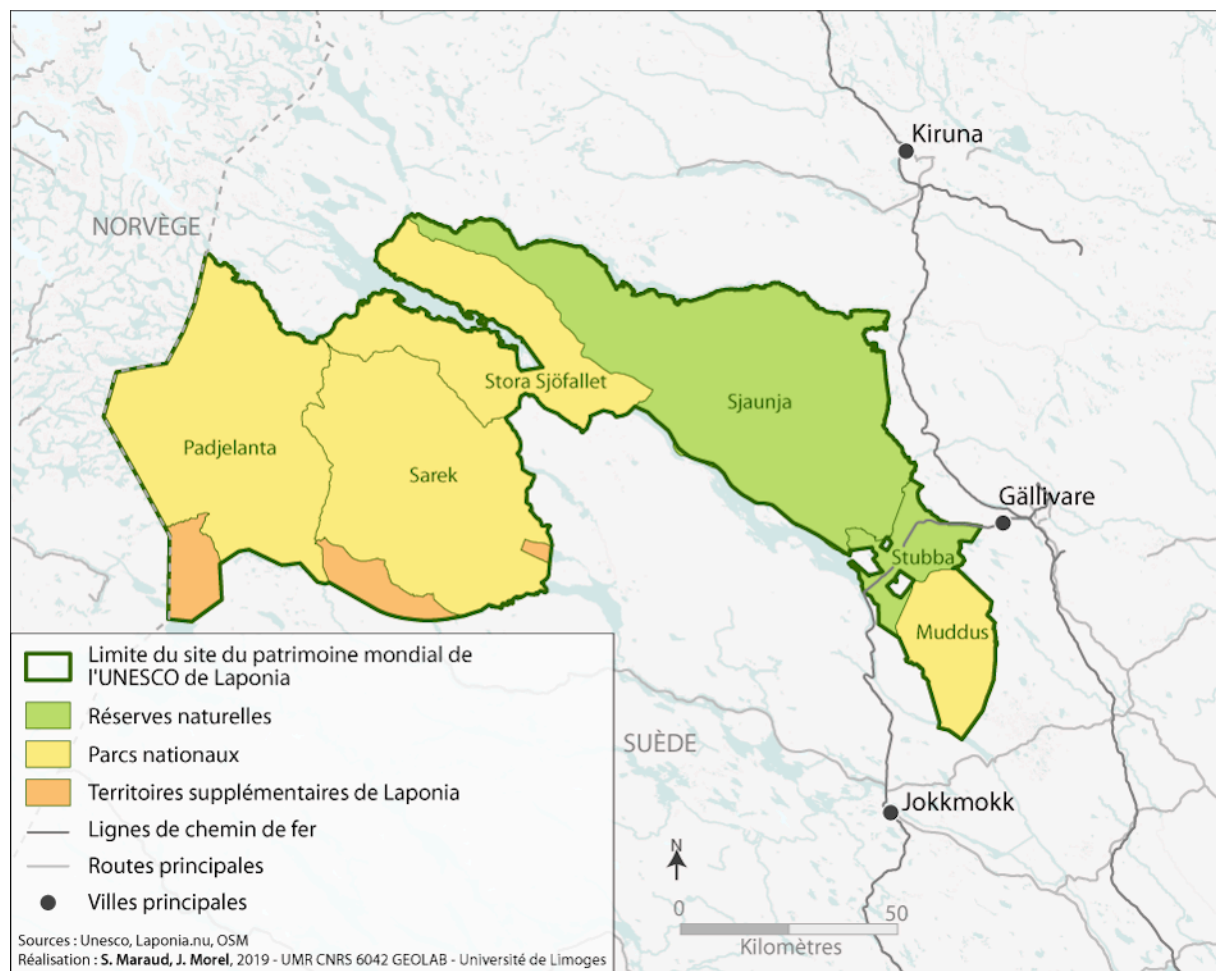 Kiruna
NORVÈGE
Stora Sjöfallet
Sjaunja
Padjelanta
Sarek
Gällivare
Stubba
Muddus
SUÈDE
Jokkmokk
Limite du site du patrimoine mondial de
l'UNESCO de Laponia
Réserves naturelles
Parcs nationaux
Territoires supplémentaires de Laponia
Lignes de chemin de fer
Routes principales
Villes principales
N
0 50
Kilomètres
Sources : Unesco, Laponia.nu, OSM
Réalisation : S. Maraud, J. Morel, 2019 - UMR CNRS 6042 GEOLAB - Université de Limoges